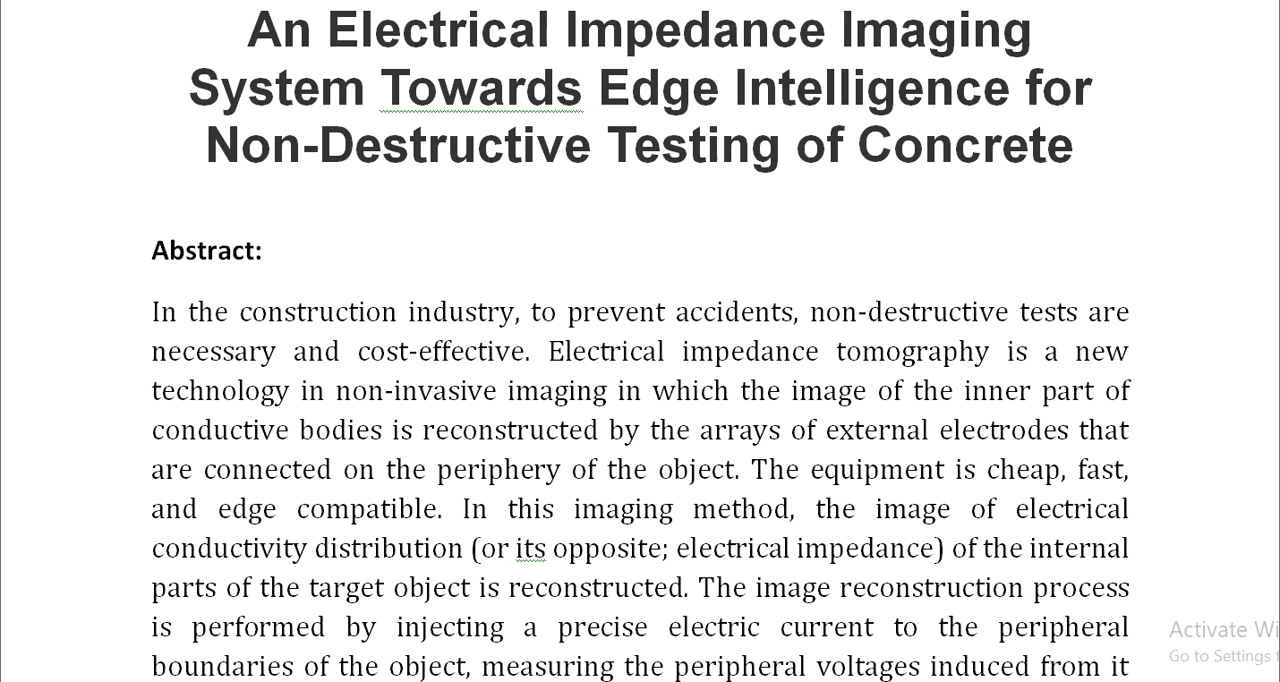 An Electrical Impedance Imaging
System Towards Edge Intelligence for
Non-Destructive Testing of Concrete
Abstract:
In the construction industry, to prevent accidents, non-destructive tests are
necessary and cost-effective. Electrical impedance tomography is a new
technology in non-invasive imaging in which the image of the inner part of
conductive bodies is reconstructed by the arrays of external electrodes that
are connected on the periphery of the object. The equipment is cheap, fast,
and edge compatible. In this imaging method, the image of electrical
conductivity distribution (or its opposite; electrical impedance) of the internal
parts of the target object is reconstructed. The image reconstruction process
is performed by injecting a precise electric current to the peripheral
boundaries of the object, measuring the peripheral voltages induced from it
Activate Wi
Go to Settings t